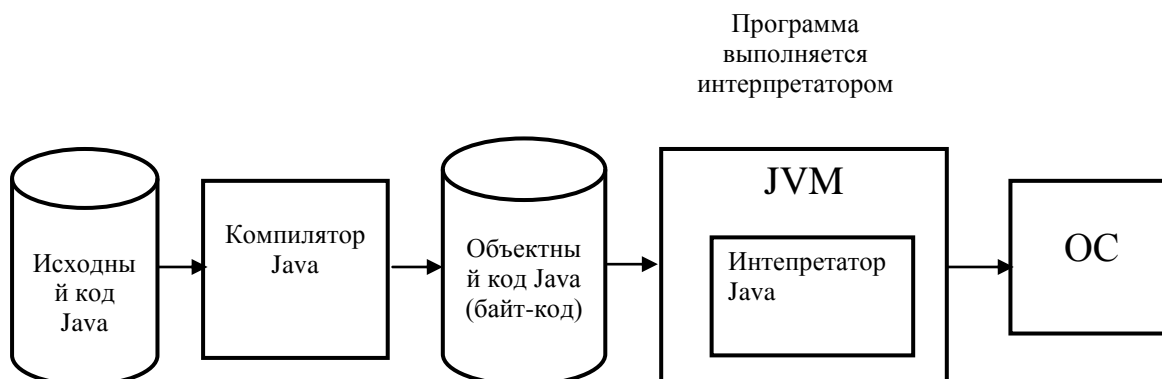 Программа
выполняется
интерпретатором
Исходны
й код
Java
Компилятор
Java
Объектны
й код Java
(байт-код)
JVM
Интепретатор
Java
ОС